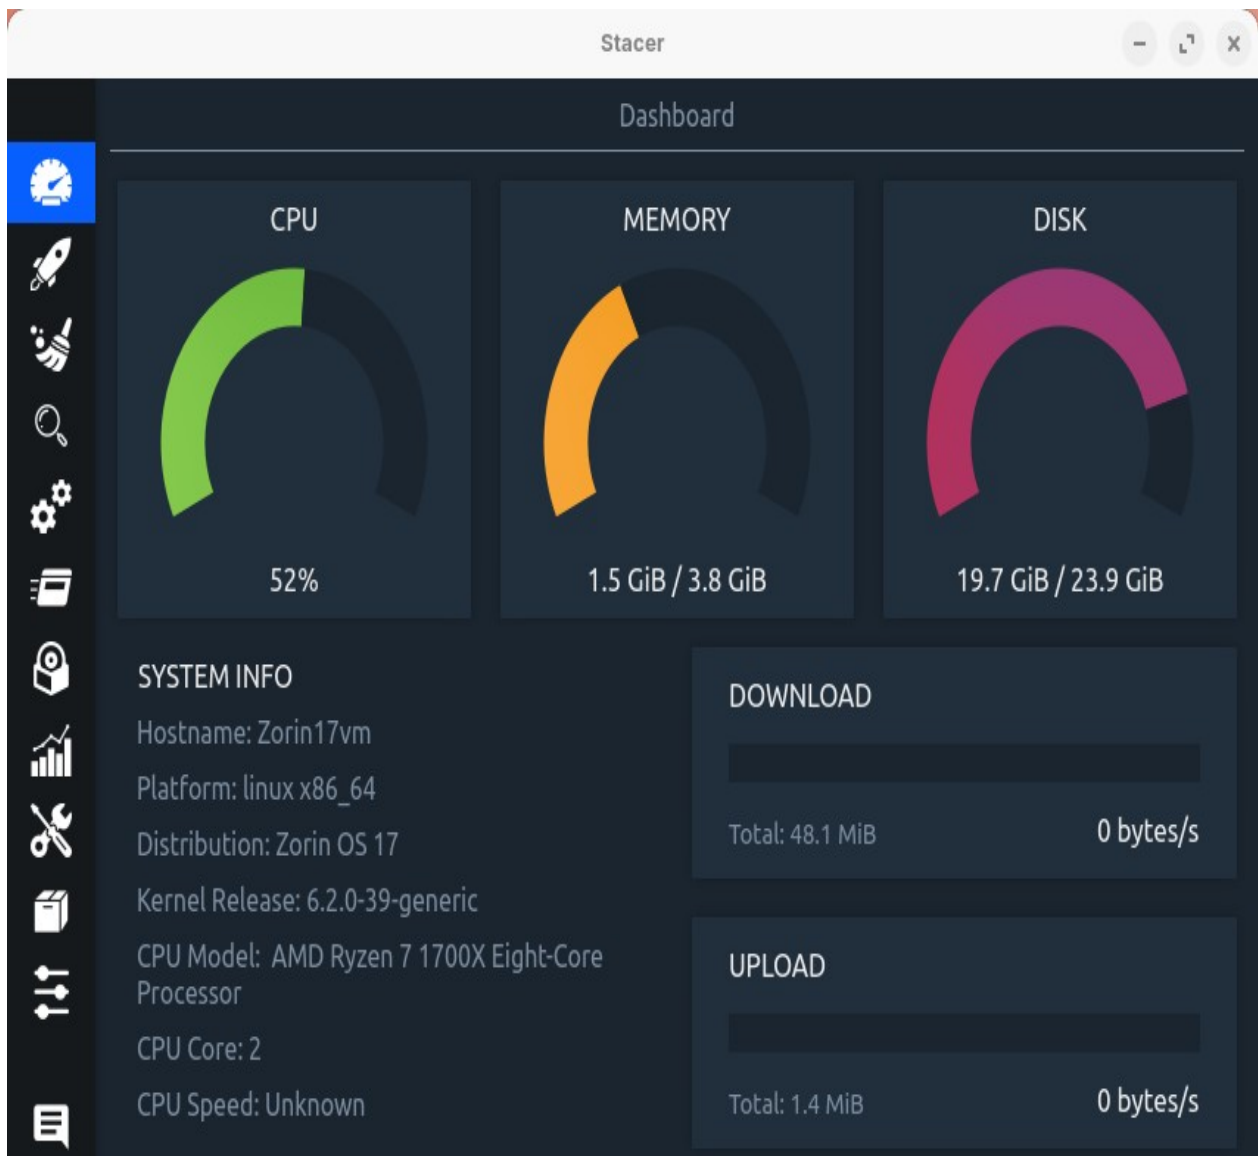 Stacer
Dashboard
CPU
MEMORY
DISK
52%
1.5 GiB / 3.8 GiB
19.7 GiB / 23.9 GiB
SYSTEM INFO
Hostname: Zorin17vm
Platform: linux x86_64
Distribution: Zorin OS 17
Kernel Release: 6.2.0-39-generic
CPU Model:  AMD Ryzen 7 1700X Eight-Core
Processor
CPU Core: 2
CPU Speed: Unknown
DOWNLOAD
Total: 48.1 MiB
0 bytes/s
UPLOAD
Total: 1.4 MiB
0 bytes/s